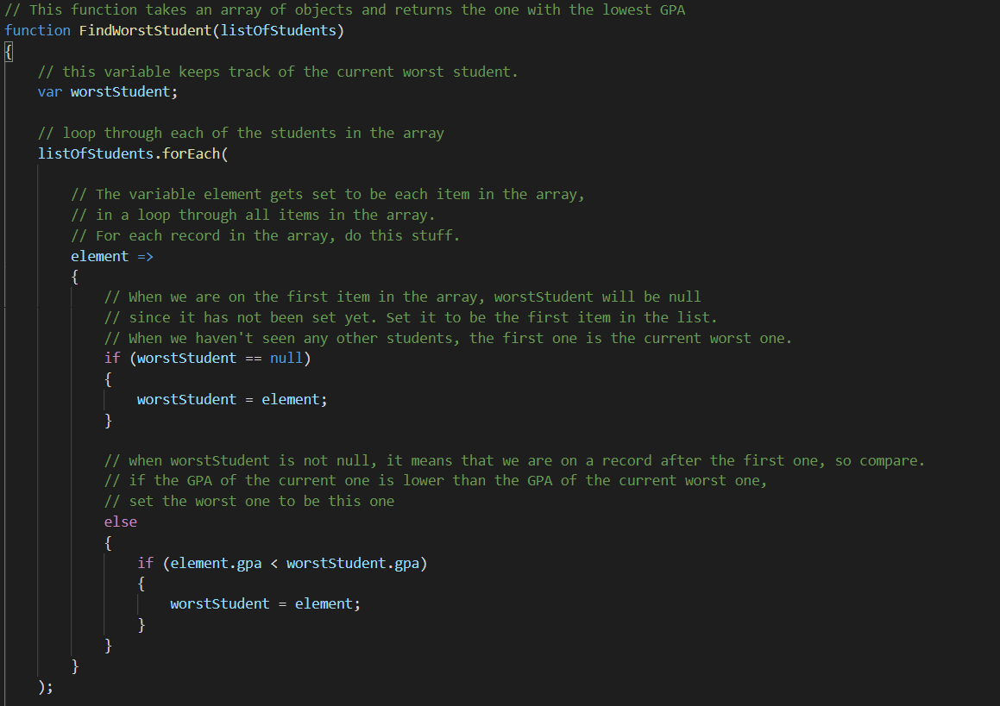 // This function takes an array of objects and returns the one with the lowest GPA
function FindWorstStudent(listOfStudents)
{
// this variable keeps track of the current worst student.
var worstStudent;
// loop through each of the students in the array
listOfStudents.forEach(
// The variable element gets set to be each item in the array,
// in a loop through all items in the array.
// For each record in the array, do this stuff.
element =>
{
// When we are on the first item in the array, worstStudent will be null
// since it has not been set yet. Set it to be the first item in the list.
// When we haven't seen any other students, the first one is the current worst one.
if (worstStudent == null)
{
worstStudent = element;
}
// when worstStudent is not null, it means that we are on a record after the first one, so compare.
// if the GPA of the current one is lower than the GPA of the current worst one,
// set the worst one to be this one
else
{
if (element.gpa < worstStudent.gpa)
{
worstStudent = element;
}
}
}
);